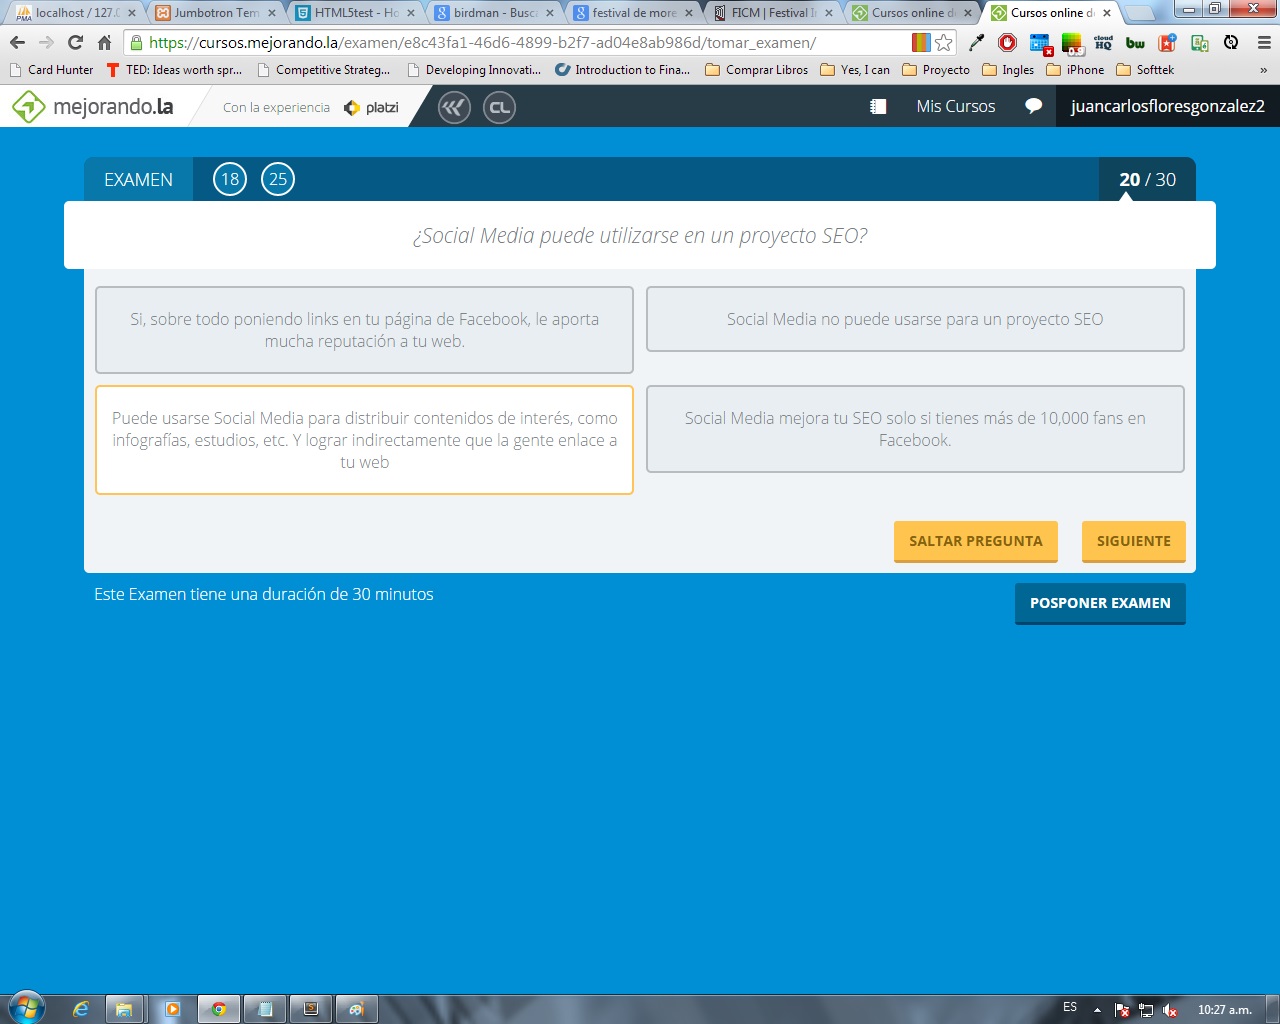 localhost / 127.0
Jumbotron Tem
HTML5test - Ho
birdman - Busca
festival de more
FICM | Festival In
Cursos online de
Cursos online de
https://cursos.mejorando.la/examen/e8c43fa1-46d6-4899-b2f7-ad04e8ab986d/tomar_examen/
Card Hunter
TED: Ideas worth spr...
Competitive Strateg...
Developing Innovati...
Introduction to Fina...
Comprar Libros
Yes, I can
Proyecto
Ingles
iPhone
Softtek
»
mejorando.la
Con la experiencia
platzi
CL
Mis Cursos
juancarlosfloresgonzalez2
EXAMEN
18
25
20 / 30
¿Social Media puede utilizarse en un proyecto SEO?
Si, sobre todo poniendo links en tu página de Facebook, le aporta
mucha reputación a tu web.
Social Media no puede usarse para un proyecto SEO
Puede usarse Social Media para distribuir contenidos de interés, como
infografías, estudios, etc. Y lograr indirectamente que la gente enlace a
tu web
Social Media mejora tu SEO solo si tienes más de 10,000 fans en
Facebook.
SALTAR PREGUNTA
SIGUIENTE
Este Examen tiene una duración de 30 minutos
POSPONER EXAMEN
ES
10:27 a.m.